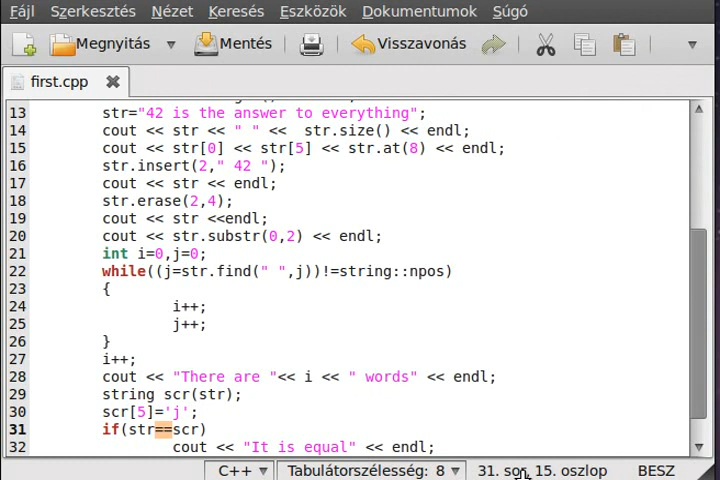 Fájl Szerkesztés Nézet Keresés Eszközök Dokumentumok Súgó
Megnyitás Mentés Visszavonás
first.cpp
13 str="42 is the answer to everything";
14 cout << str << " " << str.size() << endl;
15 cout << str[0] << str[5] << str.at(8) << endl;
16 str.insert(2," 42 ");
17 cout << str << endl;
18 str.erase(2,4);
19 cout << str <<endl;
20 cout << str.substr(0,2) << endl;
21 int i=0,j=0;
22 while((j=str.find(" ",j))!=string::npos)
23 {
24 i++;
25 j++;
26 }
27 i++;
28 cout << "There are "<< i << " words" << endl;
29 string scr(str);
30 scr[5]='j';
31 if(str==scr)
32 cout << "It is equal" << endl;
C++ Tabulátorszélesség: 8 31. sor, 15. oszlop BESZ